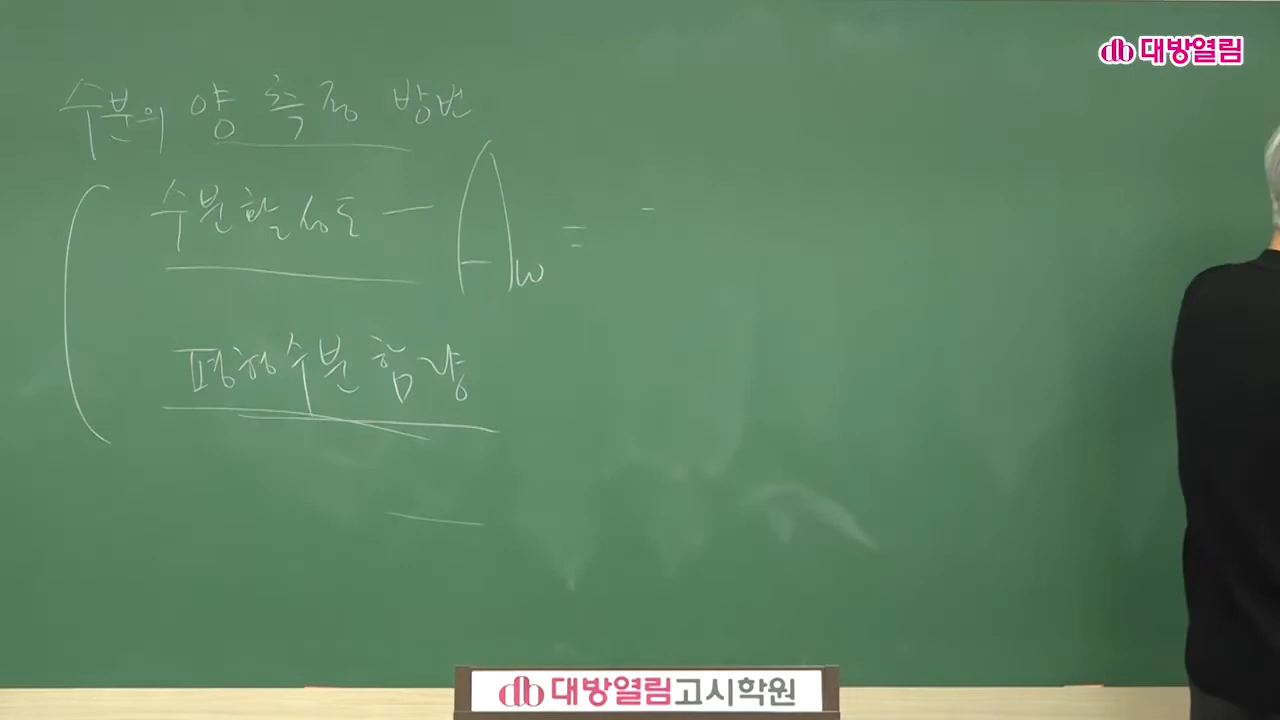 대방열림
수분의 양 측정 방법
수분활성도 — Aw =
평형수분함량
대방열림고시학원